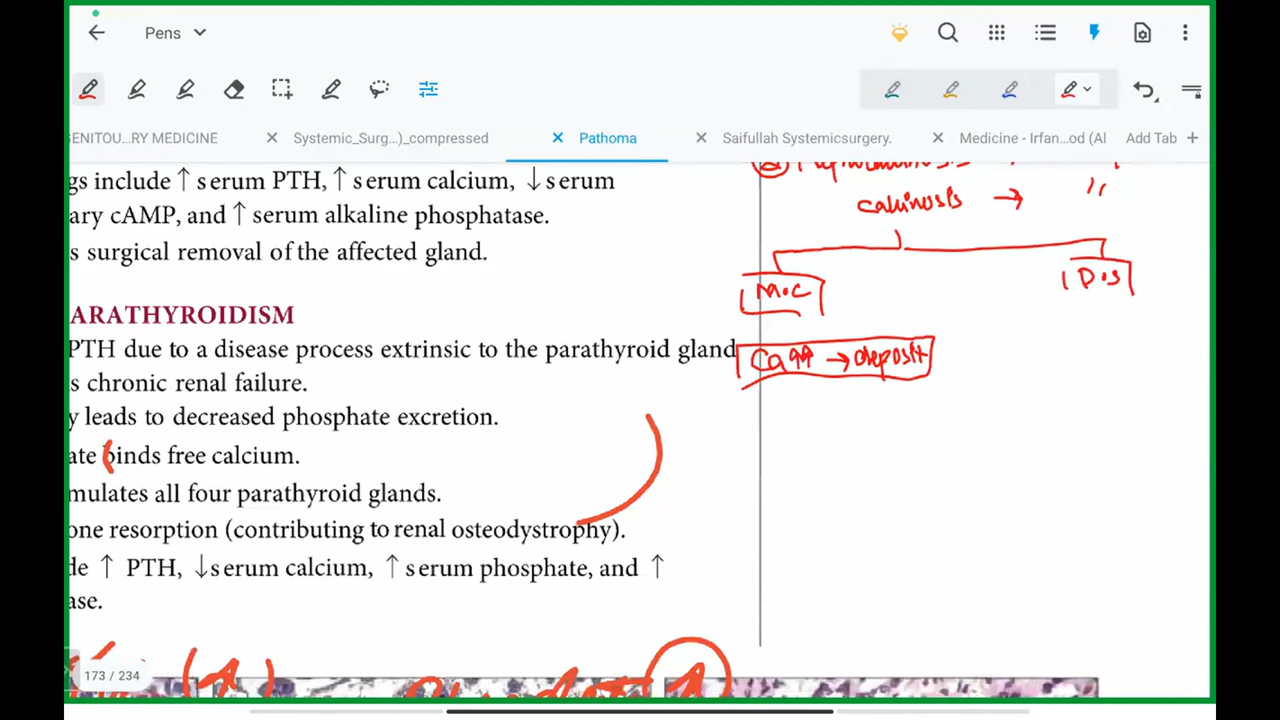 Pens
GENITOU...RY MEDICINE
Systemic_Surg...)_compressed
Pathoma
Saifullah Systemicsurgery.
Medicine - Irfan...od (Al
Add Tab
gs include ↑ serum PTH, ↑ serum calcium, ↓ serum
ary cAMP, and ↑ serum alkaline phosphatase.
s surgical removal of the affected gland.
ARATHYROIDISM
PTH due to a disease process extrinsic to the parathyroid gland
s chronic renal failure.
y leads to decreased phosphate excretion.
ate binds free calcium.
mulates all four parathyroid glands.
one resorption (contributing to renal osteodystrophy).
de ↑ PTH, ↓ serum calcium, ↑ serum phosphate, and ↑
ase.
calcinosis → "
M.C
D.S
Ca↑↑ → deposit
173 / 234